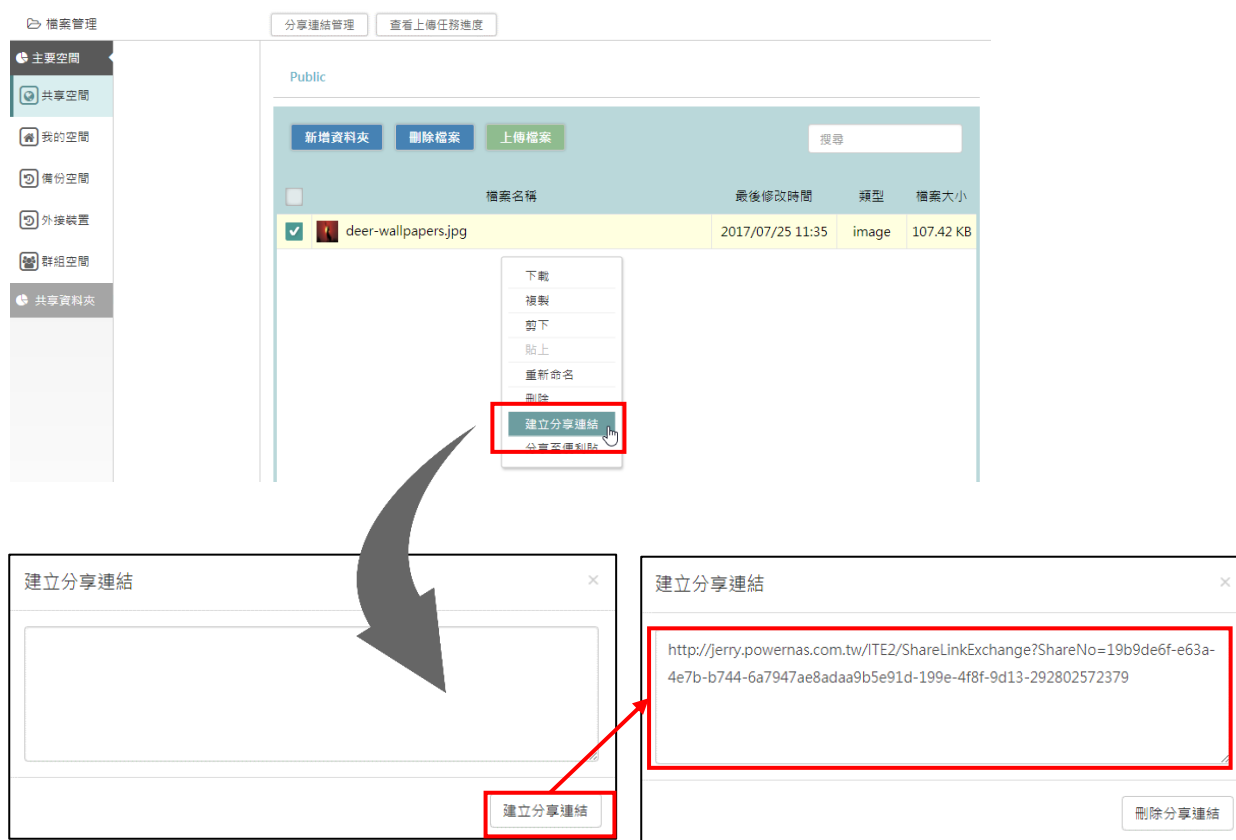 檔案管理
分享連結管理
查看上傳任務進度
主要空間
共享空間
我的空間
備份空間
外接裝置
群組空間
共享資料夾
Public
新增資料夾
刪除檔案
上傳檔案
搜尋
檔案名稱
最後修改時間
類型
檔案大小
deer-wallpapers.jpg
2017/07/25 11:35
image
107.42 KB
下載
複製
剪下
貼上
重新命名
刪除
建立分享連結
分享至便利貼
建立分享連結
×
建立分享連結
建立分享連結
×
http://jerry.powernas.com.tw/ITE2/ShareLinkExchange?ShareNo=19b9de6f-e63a-
4e7b-b744-6a7947ae8adaa9b5e91d-199e-4f8f-9d13-292802572379
刪除分享連結